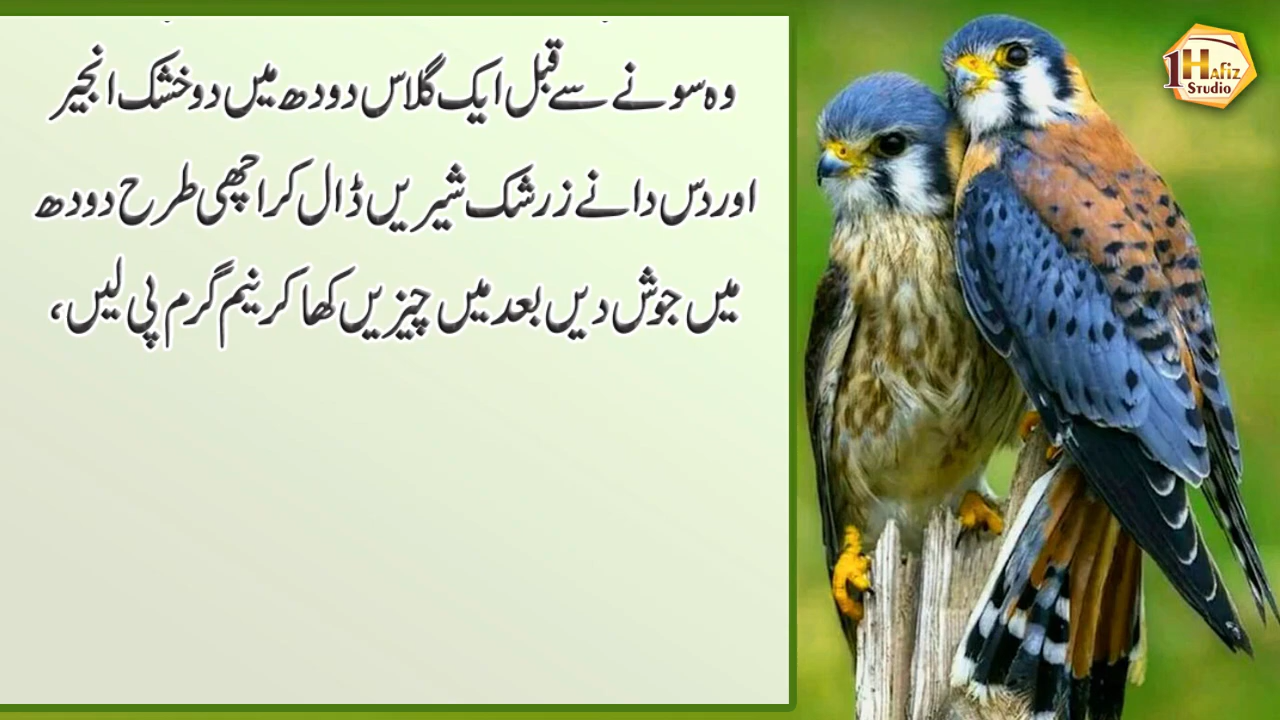 وہ سونے سے قبل ایک گلاس دودھ میں دو خشک انجیر
اور دس دانے زرشک شیریں ڈال کر اچھی طرح دودھ
میں جوش دیں بعد میں چیزیں کھا کر نیم گرم پی لیں،
1Hafiz
Studio